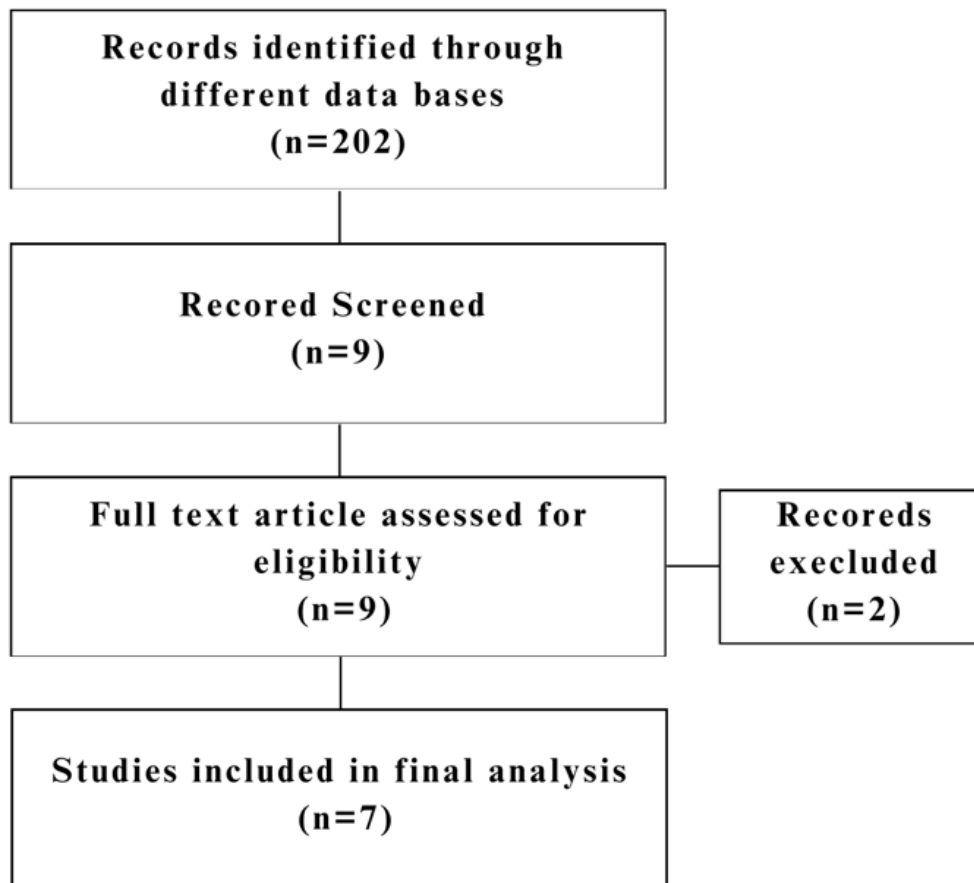 Records identified through
different data bases
(n=202)
Recored Screened
(n=9)
Full text article assessed for
eligibility
(n=9)
Recoreds
execluded
(n=2)
Studies included in final analysis
(n=7)